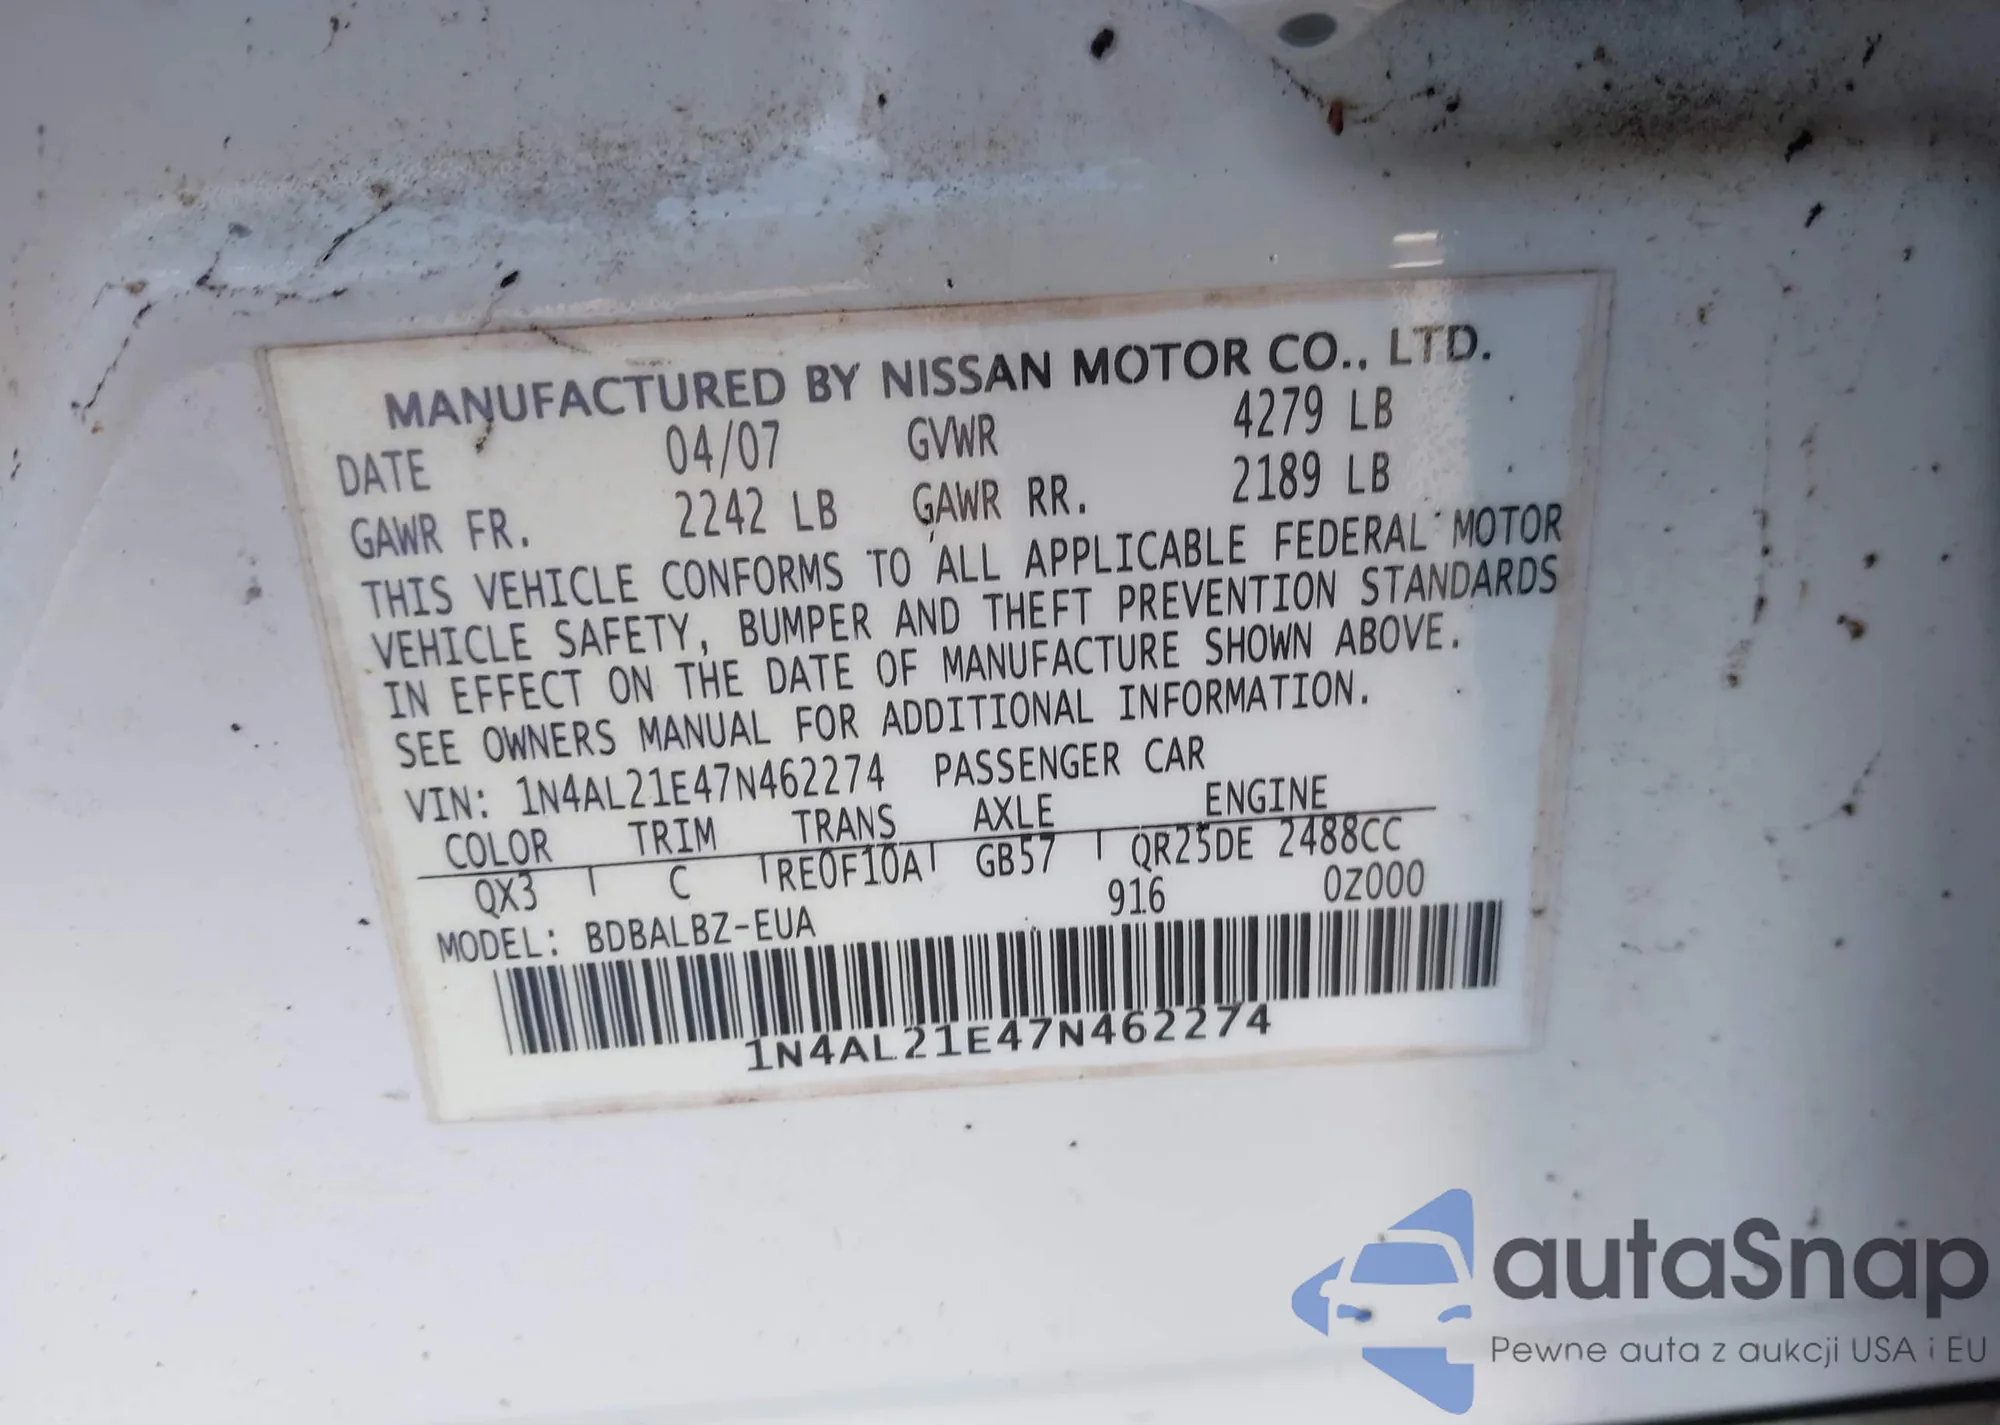 MANUFACTURED BY NISSAN MOTOR CO., LTD.
DATE 04/07 GVWR 4279 LB
GAWR FR. 2242 LB GAWR RR. 2189 LB
THIS VEHICLE CONFORMS TO ALL APPLICABLE FEDERAL MOTOR
VEHICLE SAFETY, BUMPER AND THEFT PREVENTION STANDARDS
IN EFFECT ON THE DATE OF MANUFACTURE SHOWN ABOVE.
SEE OWNERS MANUAL FOR ADDITIONAL INFORMATION.
VIN: 1N4AL21E47N462274 PASSENGER CAR
COLOR TRIM TRANS AXLE ENGINE
QX3 C RE0F10A GB57 QR25DE 2488CC
916 0Z000
MODEL: BDBALBZ-EUA
1N4AL21E47N462274
autaSnap
Pewne auta z aukcji USA i EU